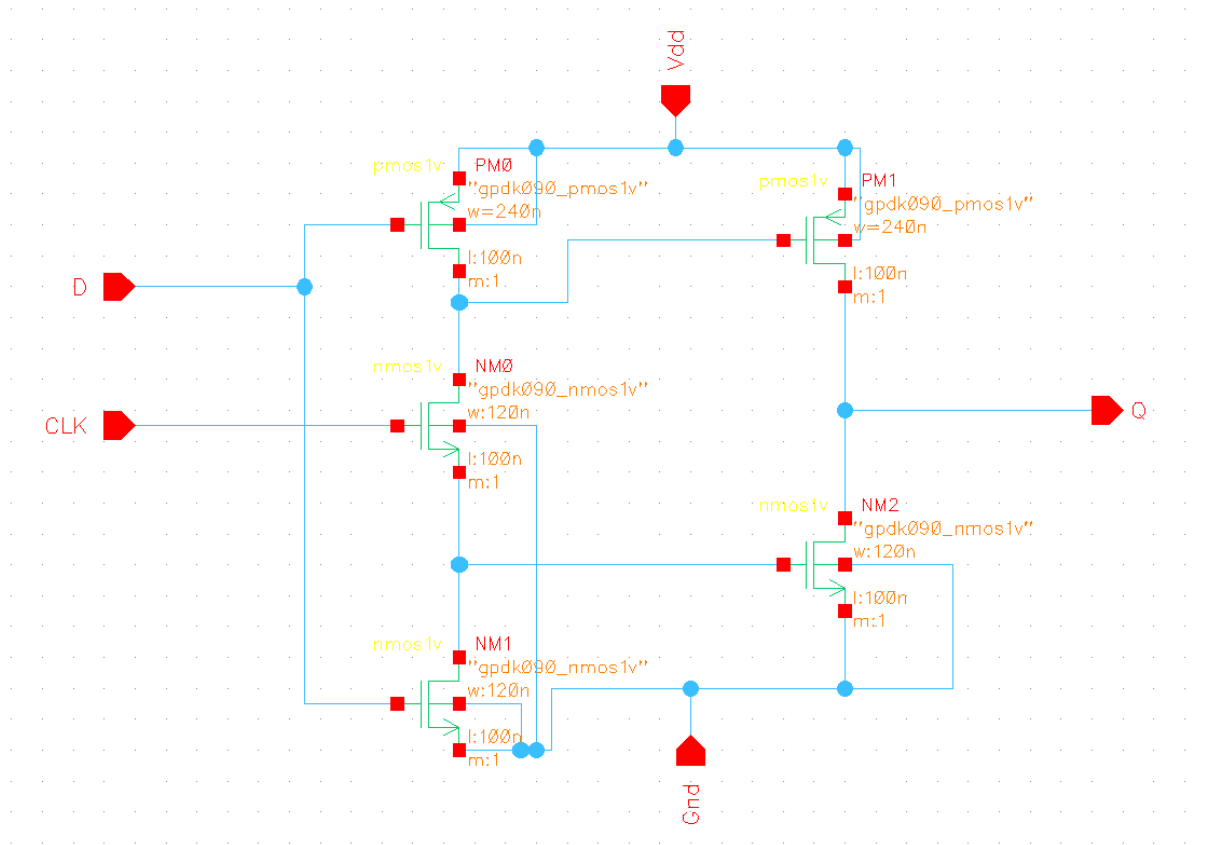 Vdd
pmos1v
PM0
"gpdk090_pmos1v"
w=240n
l:100n
m:1
pmos1v
PM1
"gpdk090_pmos1v"
w=240n
l:100n
m:1
D
nmos1v
NM0
"gpdk090_nmos1v"
w:120n
l:100n
m:1
CLK
Q
nmos1v
NM2
"gpdk090_nmos1v"
w:120n
l:100n
m:1
nmos1v
NM1
"gpdk090_nmos1v"
w:120n
l:100n
m:1
Gnd